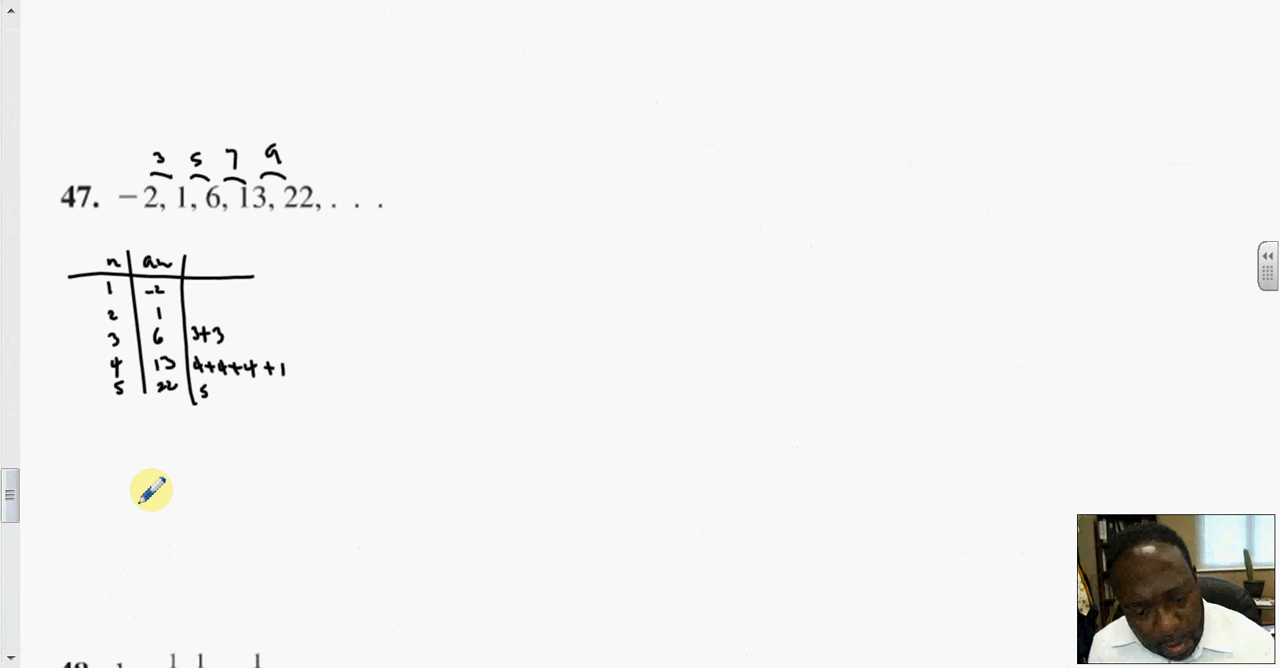 3 5 7 9
47. −2, 1, 6, 13, 22, . . .
n an
1 -2
2 1
3 6 3+3
4 13 4+4+4+1
5 22 5